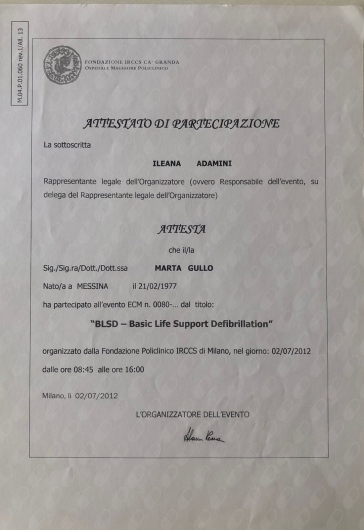 M.04.P.01.060 rev.1/All. 13
FONDAZIONE IRCCS CA' GRANDA
OSPEDALE MAGGIORE POLICLINICO
ATTESTATO DI PARTECIPAZIONE
La sottoscritta
ILEANA ADAMINI
Rappresentante legale dell'Organizzatore (ovvero Responsabile dell'evento, su
delega del Rappresentante legale dell'Organizzatore)
ATTESTA
che il/la
Sig./Sig.ra/Dott./Dott.ssa MARTA GULLO
Nato/a a MESSINA il 21/02/1977
ha partecipato all'evento ECM n. 0080-... dal titolo:
"BLSD – Basic Life Support Defibrillation"
organizzato dalla Fondazione Policlinico IRCCS di Milano, nel giorno: 02/07/2012
dalle ore 08:45 alle ore 16:00
Milano, li 02/07/2012
L'ORGANIZZATORE DELL'EVENTO